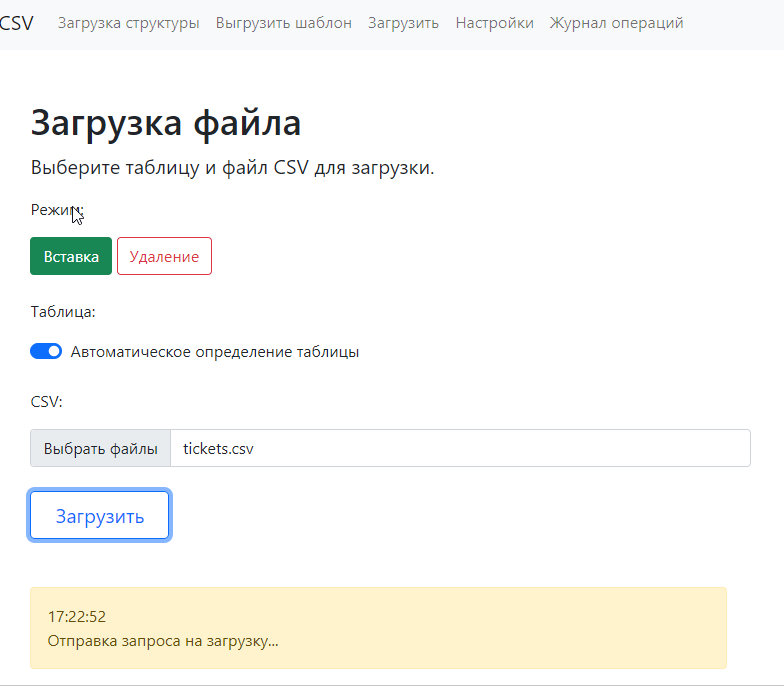 CSV Загрузка структуры Выгрузить шаблон Загрузить Настройки Журнал операций
Загрузка файла
Выберите таблицу и файл CSV для загрузки.
Режим:
Вставка Удаление
Таблица:
Автоматическое определение таблицы
CSV:
Выбрать файлы tickets.csv
Загрузить
17:22:52
Отправка запроса на загрузку...